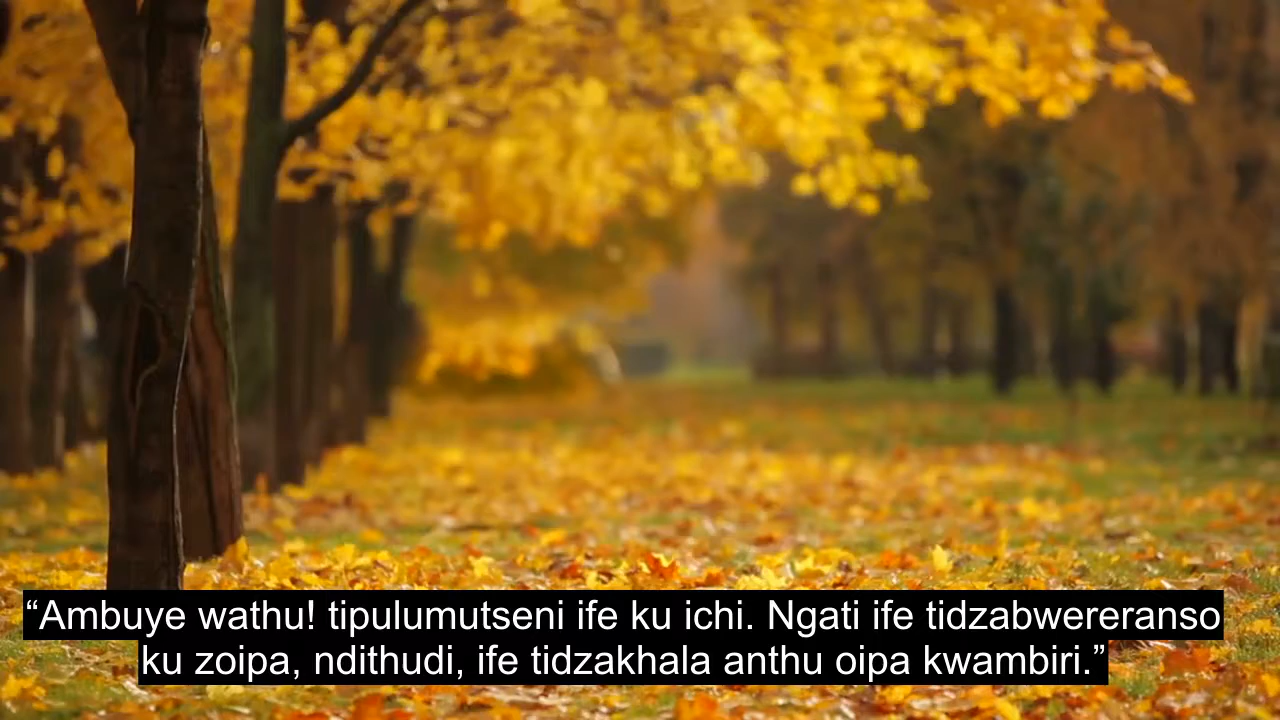 “Ambuye wathu! tipulumutseni ife ku ichi. Ngati ife tidzabwereranso
ku zoipa, ndithudi, ife tidzakhala anthu oipa kwambiri.”